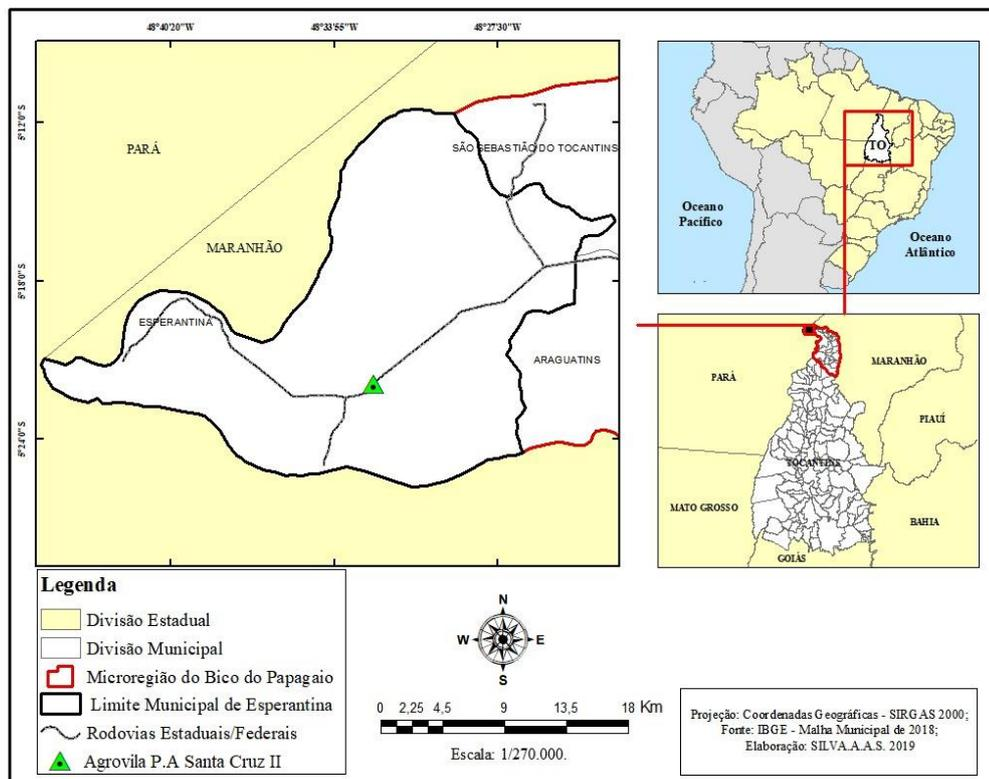 48°40'20"W
48°33'55"W
48°27'30"W
5°12'0"S
5°18'0"S
5°24'0"S
PARÁ
MARANHÃO
SÃO SEBASTIÃO DO TOCANTINS
ESPERANTINA
ARAGUATINS
TO
Oceano
Pacífico
Oceano
Atlântico
PARÁ
MARANHÃO
PIAUÍ
TOCANTINS
MATO GROSSO
BAHIA
GOIÁS
Legenda
Divisão Estadual
Divisão Municipal
Microregião do Bico do Papagaio
Limite Municipal de Esperantina
Rodovias Estaduais/Federais
Agrovila P.A Santa Cruz II
N
W E
S
0 2,25 4,5 9 13,5 18 Km
Escala: 1/270.000.
Projeção: Coordenadas Geográficas - SIRGAS 2000;
Fonte: IBGE - Malha Municipal de 2018;
Elaboração: SILVA.A.A.S. 2019